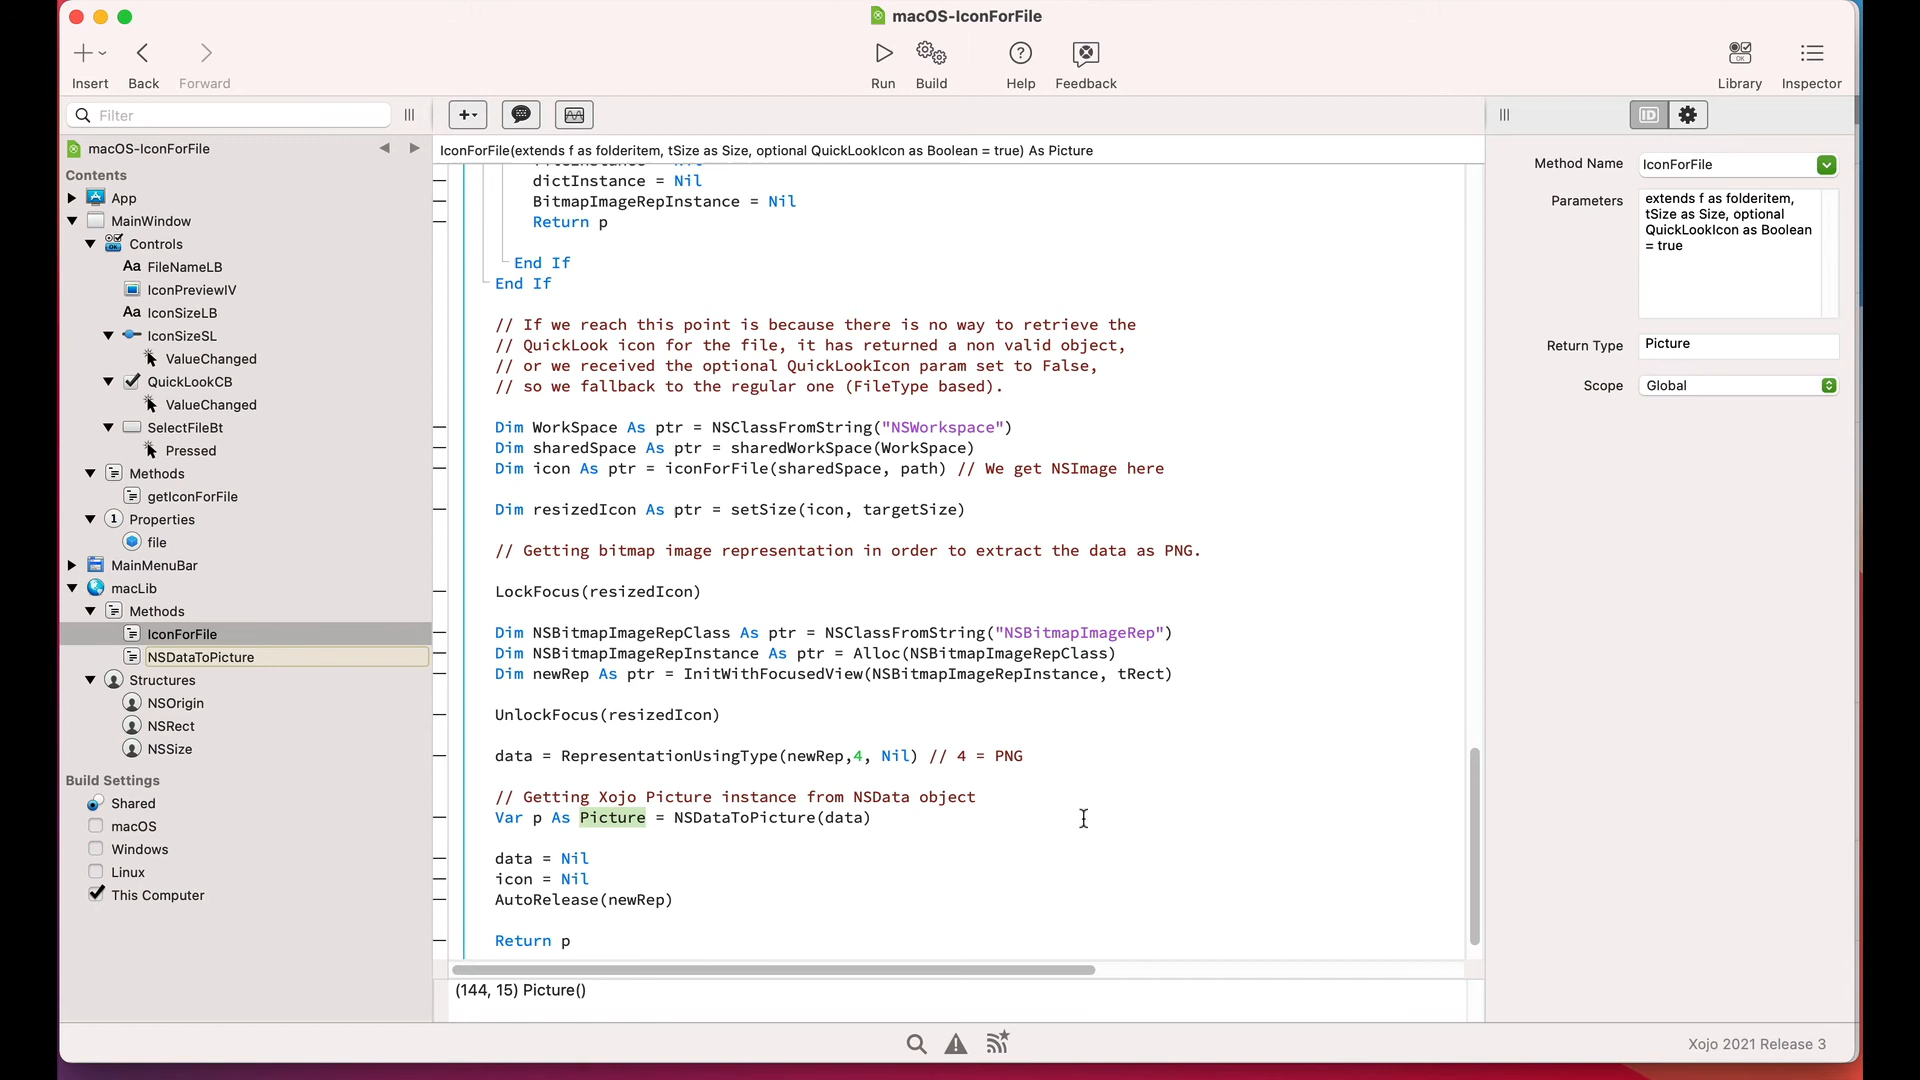 macOS-IconForFile
Insert
Back
Forward
Run
Build
Help
Feedback
Library
Inspector
Filter
ID
macOS-IconForFile
Contents
App
MainWindow
Controls
Aa FileNameLB
IconPreviewIV
Aa IconSizeLB
IconSizeSL
ValueChanged
QuickLookCB
ValueChanged
SelectFileBt
Pressed
Methods
getIconForFile
1 Properties
file
MainMenuBar
macLib
Methods
IconForFile
NSDataToPicture
Structures
NSOrigin
NSRect
NSSize
Build Settings
Shared
macOS
Windows
Linux
This Computer
IconForFile(extends f as folderitem, tSize as Size, optional QuickLookIcon as Boolean = true) As Picture
dictInstance = Nil
BitmapImageRepInstance = Nil
Return p
End If
End If
// If we reach this point is because there is no way to retrieve the
// QuickLook icon for the file, it has returned a non valid object,
// or we received the optional QuickLookIcon param set to False,
// so we fallback to the regular one (FileType based).
Dim WorkSpace As ptr = NSClassFromString("NSWorkspace")
Dim sharedSpace As ptr = sharedWorkSpace(WorkSpace)
Dim icon As ptr = iconForFile(sharedSpace, path) // We get NSImage here
Dim resizedIcon As ptr = setSize(icon, targetSize)
// Getting bitmap image representation in order to extract the data as PNG.
LockFocus(resizedIcon)
Dim NSBitmapImageRepClass As ptr = NSClassFromString("NSBitmapImageRep")
Dim NSBitmapImageRepInstance As ptr = Alloc(NSBitmapImageRepClass)
Dim newRep As ptr = InitWithFocusedView(NSBitmapImageRepInstance, tRect)
UnlockFocus(resizedIcon)
data = RepresentationUsingType(newRep,4, Nil) // 4 = PNG
// Getting Xojo Picture instance from NSData object
Var p As Picture = NSDataToPicture(data)
data = Nil
icon = Nil
AutoRelease(newRep)
Return p
(144, 15) Picture()
Method Name
IconForFile
Parameters
extends f as folderitem,
tSize as Size, optional
QuickLookIcon as Boolean
= true
Return Type
Picture
Scope
Global
Xojo 2021 Release 3